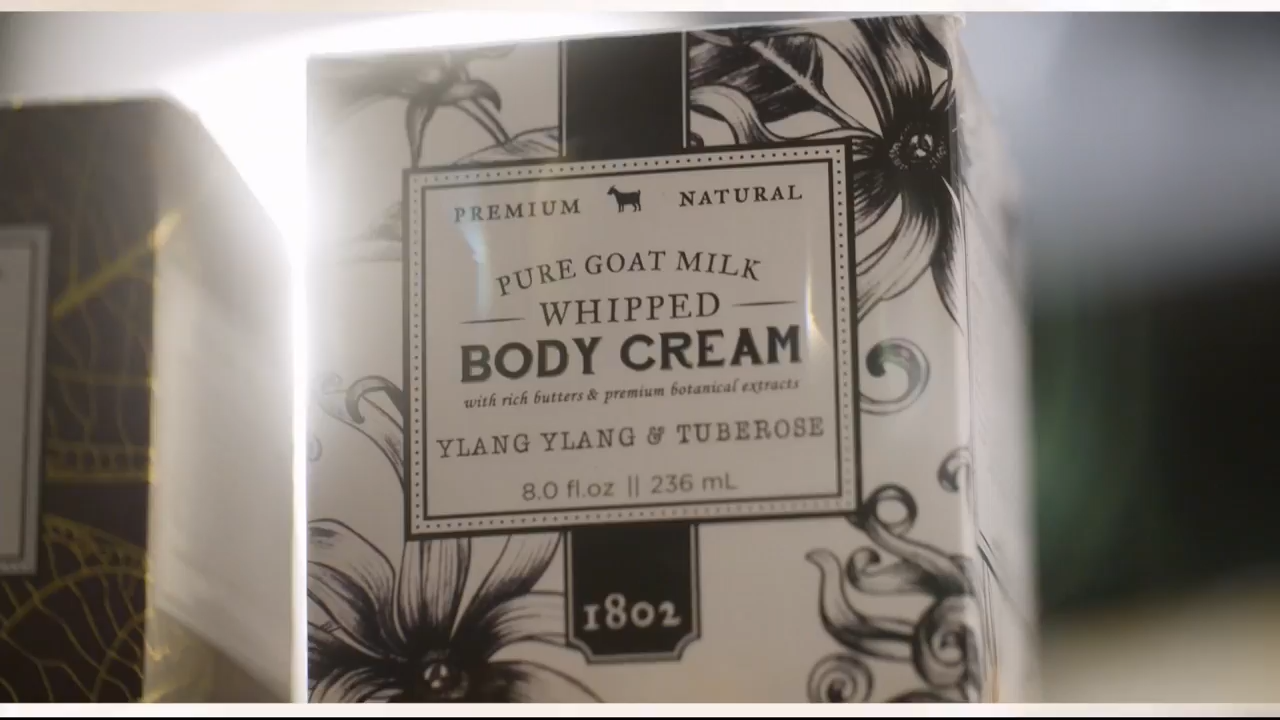 PREMIUM NATURAL
PURE GOAT MILK
WHIPPED
BODY CREAM
with rich butters & premium botanical extracts
YLANG YLANG & TUBEROSE
8.0 fl.oz || 236 mL
1802